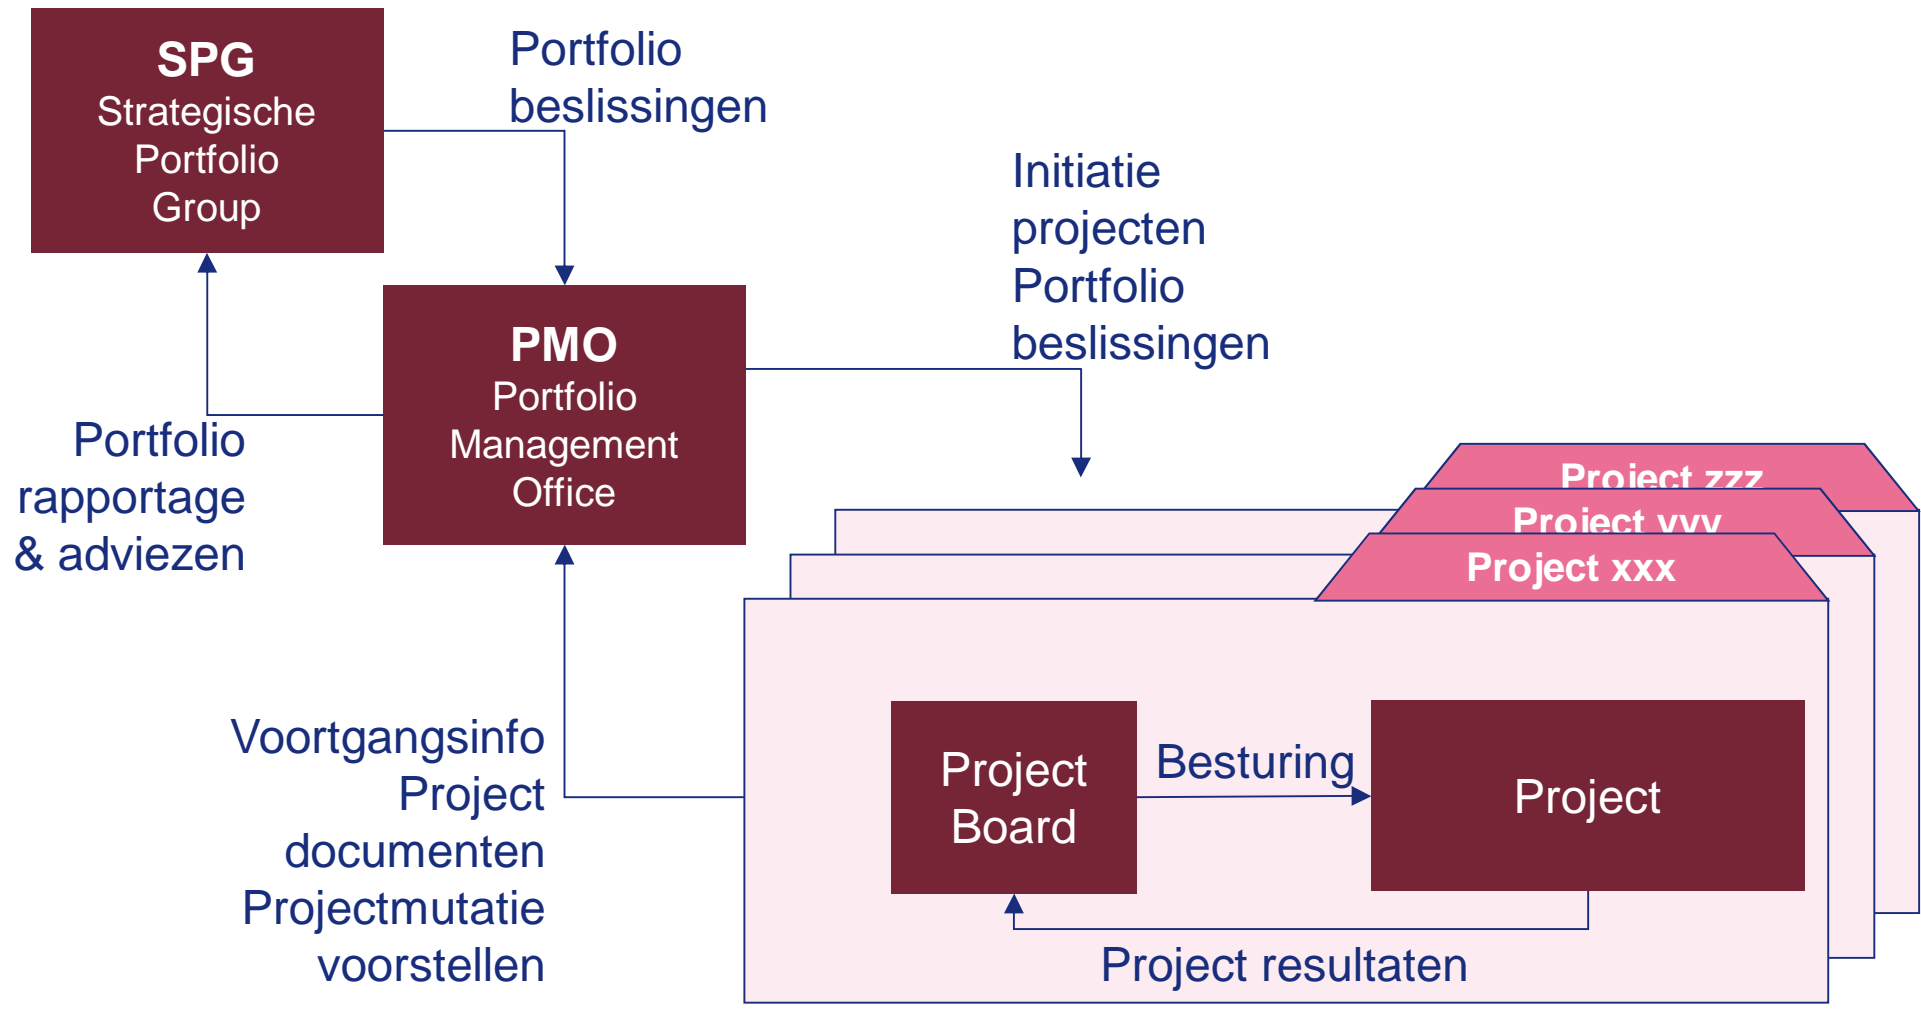 SPG
Strategische
Portfolio
Group
Portfolio
beslissingen
Initiatie
projecten
Portfolio
beslissingen
PMO
Portfolio
Management
Office
Portfolio
rapportage
& adviezen
Project zzz
Project yyy
Project xxx
Voortgangsinfo
Project
documenten
Projectmutatie
voorstellen
Project
Board
Besturing
Project
Project resultaten